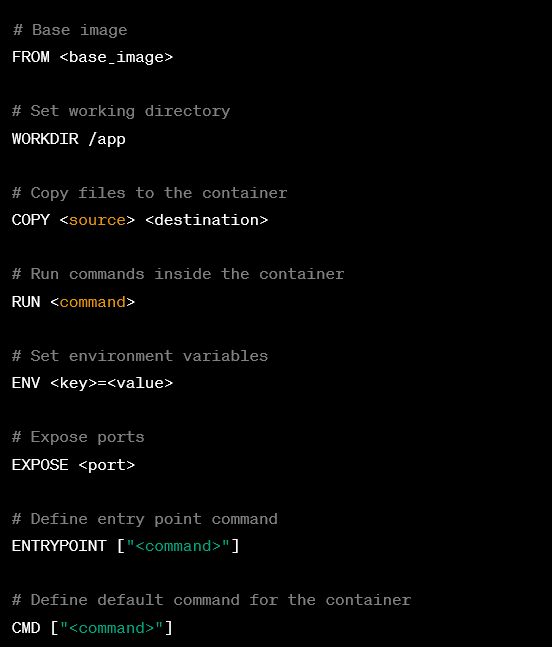 # Base image
FROM <base_image>
# Set working directory
WORKDIR /app
# Copy files to the container
COPY <source> <destination>
# Run commands inside the container
RUN <command>
# Set environment variables
ENV <key>=<value>
# Expose ports
EXPOSE <port>
# Define entry point command
ENTRYPOINT ["<command>"]
# Define default command for the container
CMD ["<command>"]